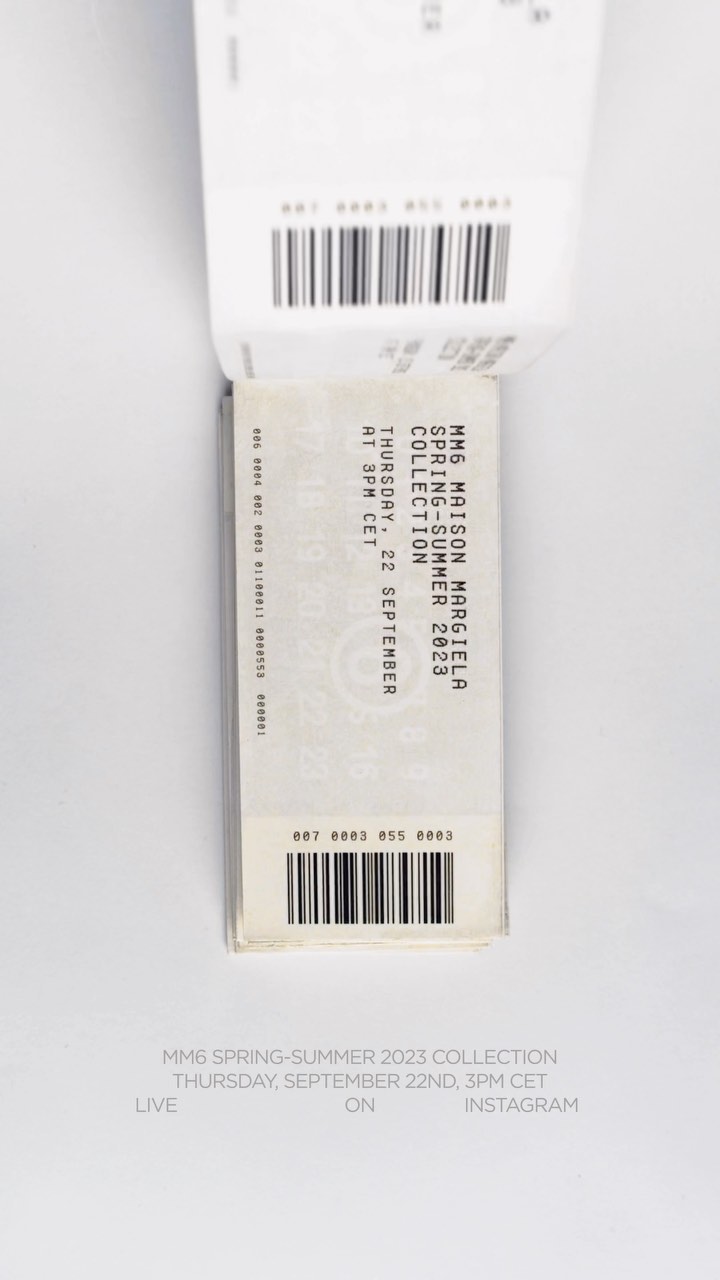 007 0003 055 0003
MM6 MAISON MARGIELA
SPRING-SUMMER 2023
COLLECTION
THURSDAY, 22 SEPTEMBER
AT 3PM CET
006 0004 002 0003 01100011 0000553 000001
007 0003 055 0003
MM6 SPRING-SUMMER 2023 COLLECTION
THURSDAY, SEPTEMBER 22ND, 3PM CET
LIVE ON INSTAGRAM